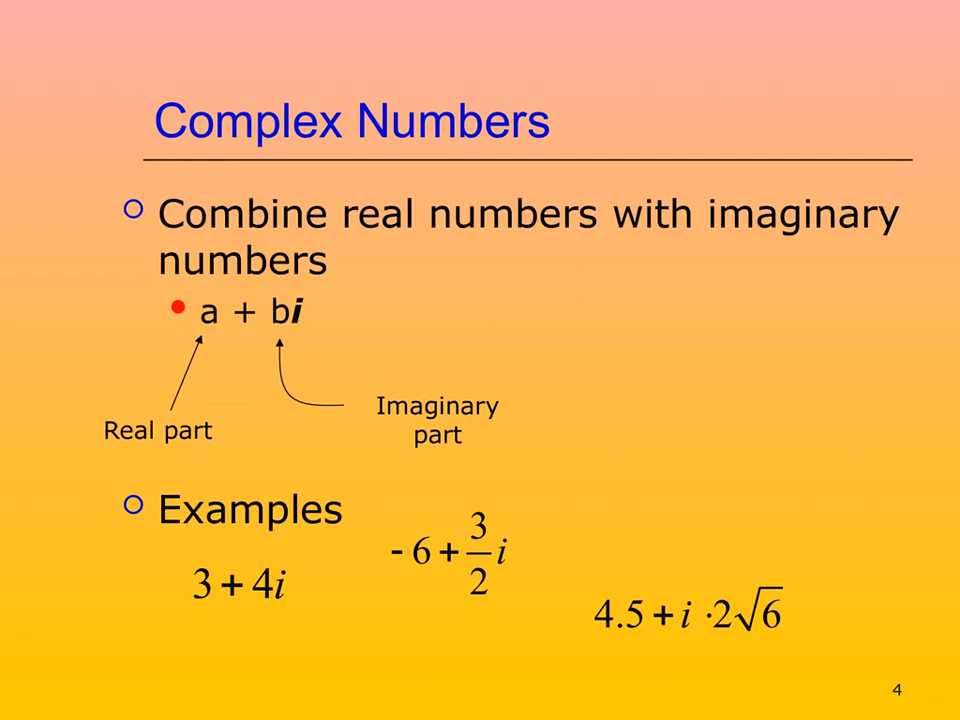 Complex Numbers
Combine real numbers with imaginary
numbers
a + bi
Real part
Imaginary
part
Examples
3 + 4i
- 6 + 3/2 i
4.5 + i · 2√6
4